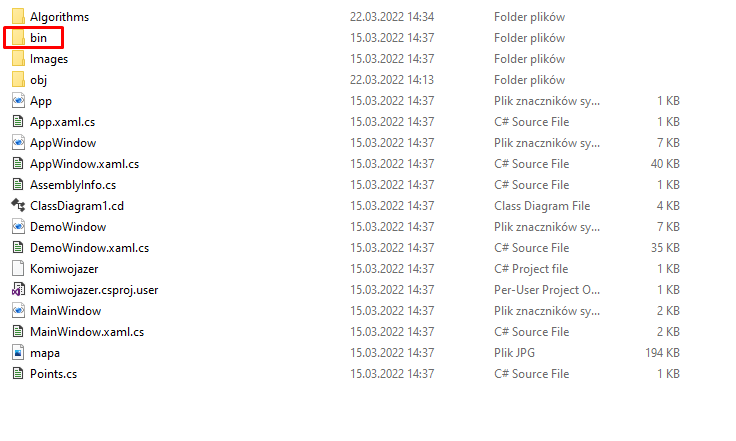 Algorithms 22.03.2022 14:34 Folder plików
bin 15.03.2022 14:37 Folder plików
Images 15.03.2022 14:37 Folder plików
obj 22.03.2022 14:13 Folder plików
App 15.03.2022 14:37 Plik znaczników sy... 1 KB
App.xaml.cs 15.03.2022 14:37 C# Source File 1 KB
AppWindow 15.03.2022 14:37 Plik znaczników sy... 7 KB
AppWindow.xaml.cs 15.03.2022 14:37 C# Source File 40 KB
AssemblyInfo.cs 15.03.2022 14:37 C# Source File 1 KB
ClassDiagram1.cd 15.03.2022 14:37 Class Diagram File 4 KB
DemoWindow 15.03.2022 14:37 Plik znaczników sy... 7 KB
DemoWindow.xaml.cs 15.03.2022 14:37 C# Source File 35 KB
Komiwojazer 15.03.2022 14:37 C# Project file 1 KB
Komiwojazer.csproj.user 15.03.2022 14:37 Per-User Project O... 1 KB
MainWindow 15.03.2022 14:37 Plik znaczników sy... 2 KB
MainWindow.xaml.cs 15.03.2022 14:37 C# Source File 2 KB
mapa 15.03.2022 14:37 Plik JPG 194 KB
Points.cs 15.03.2022 14:37 C# Source File 1 KB